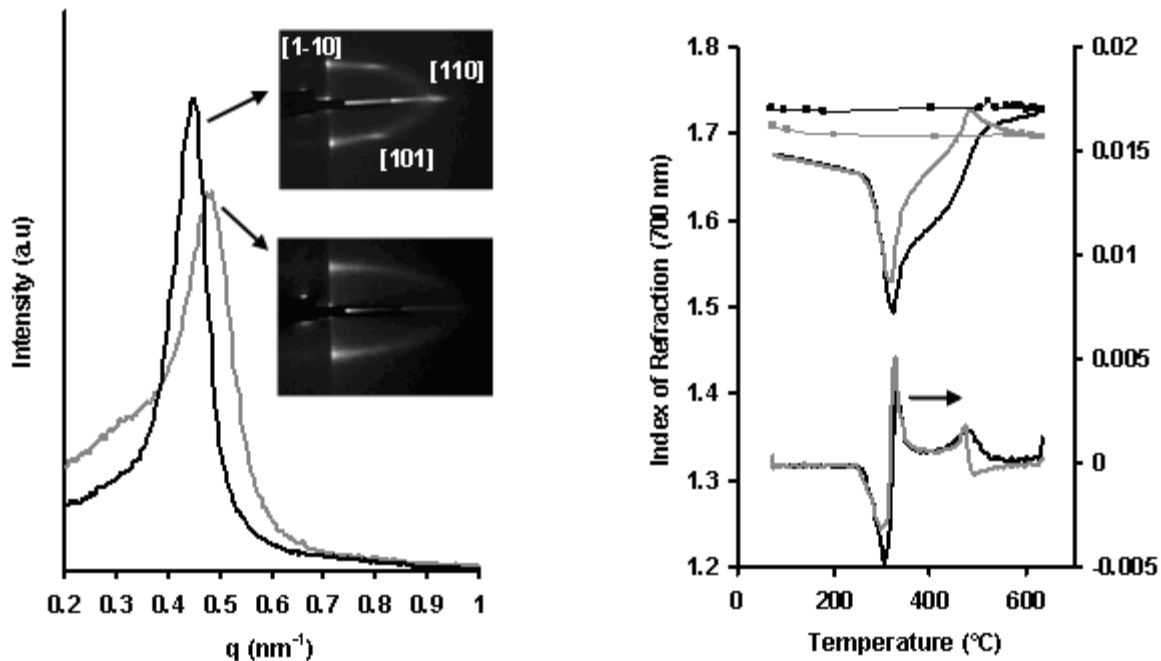 [1-10]
[110]
[101]
Intensity (a.u)
0.2 0.3 0.4 0.5 0.6 0.7 0.8 0.9 1
q (nm⁻¹)
1.8
1.7
1.6
1.5
1.4
1.3
1.2
Index of Refraction (700 nm)
0.02
0.015
0.01
0.005
0
-0.005
0 200 400 600
Temperature (°C)